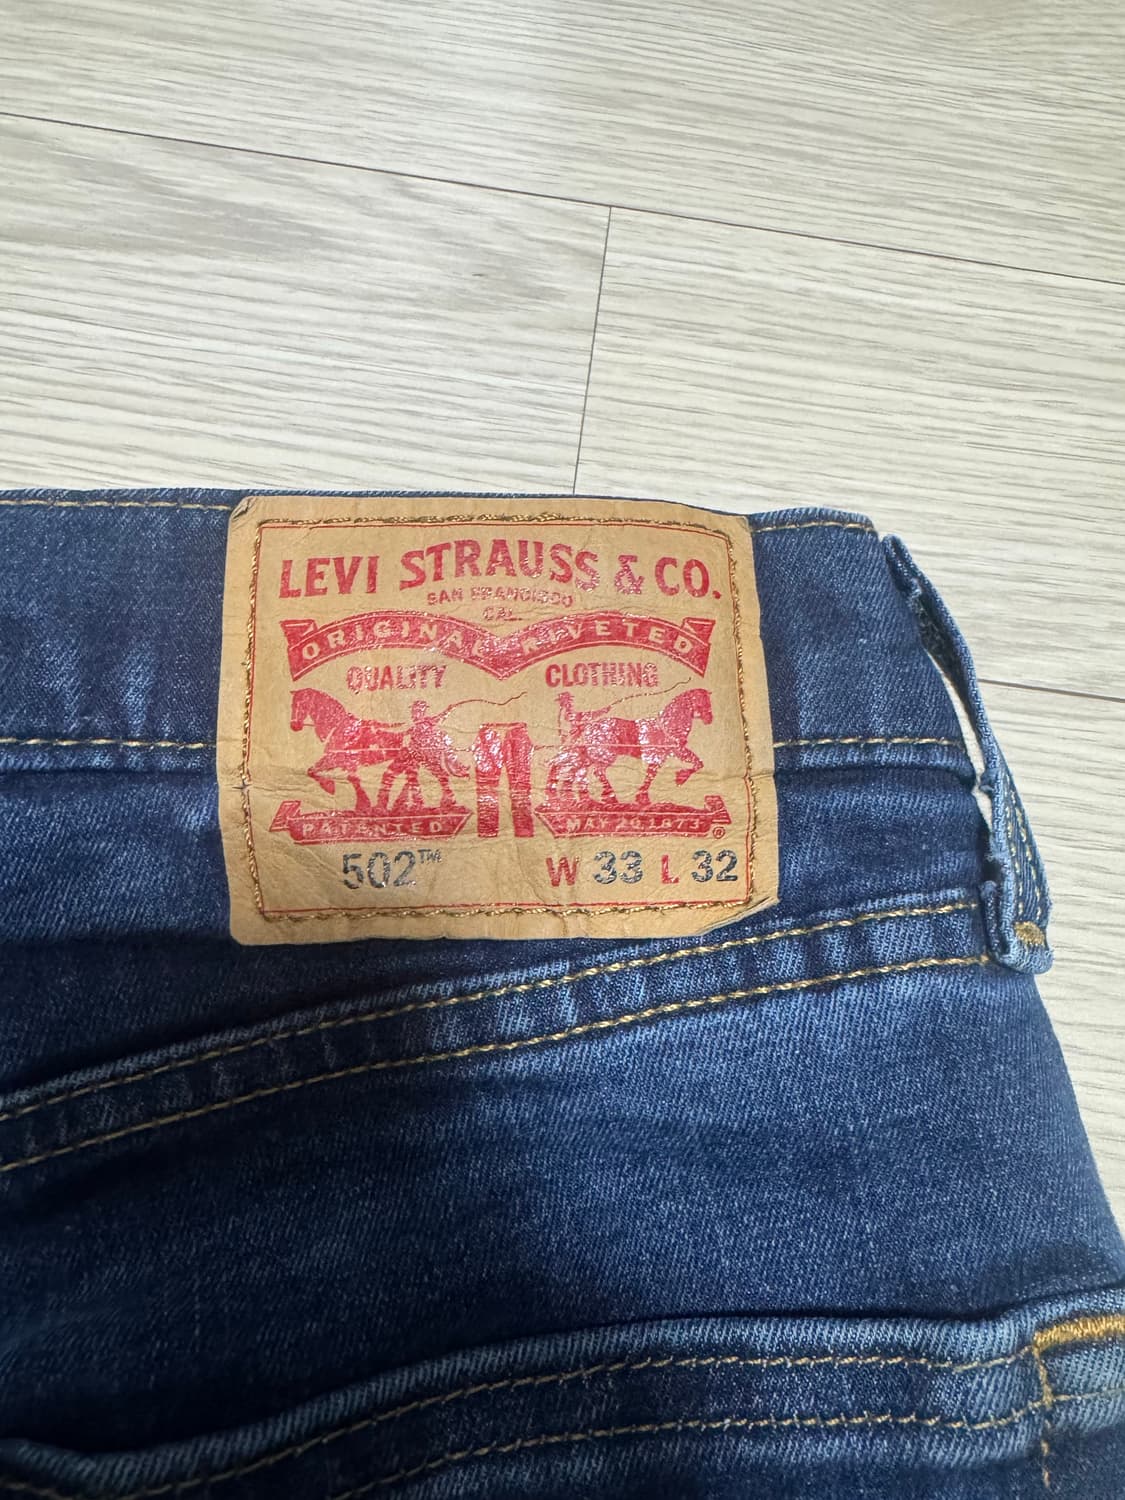 LEVI STRAUSS & CO.
SAN FRANCISCO
CAL.
ORIGINAL RIVETED
QUALITY CLOTHING
PATENTED MAY 20 1873 ®
502™ W 33 L 32